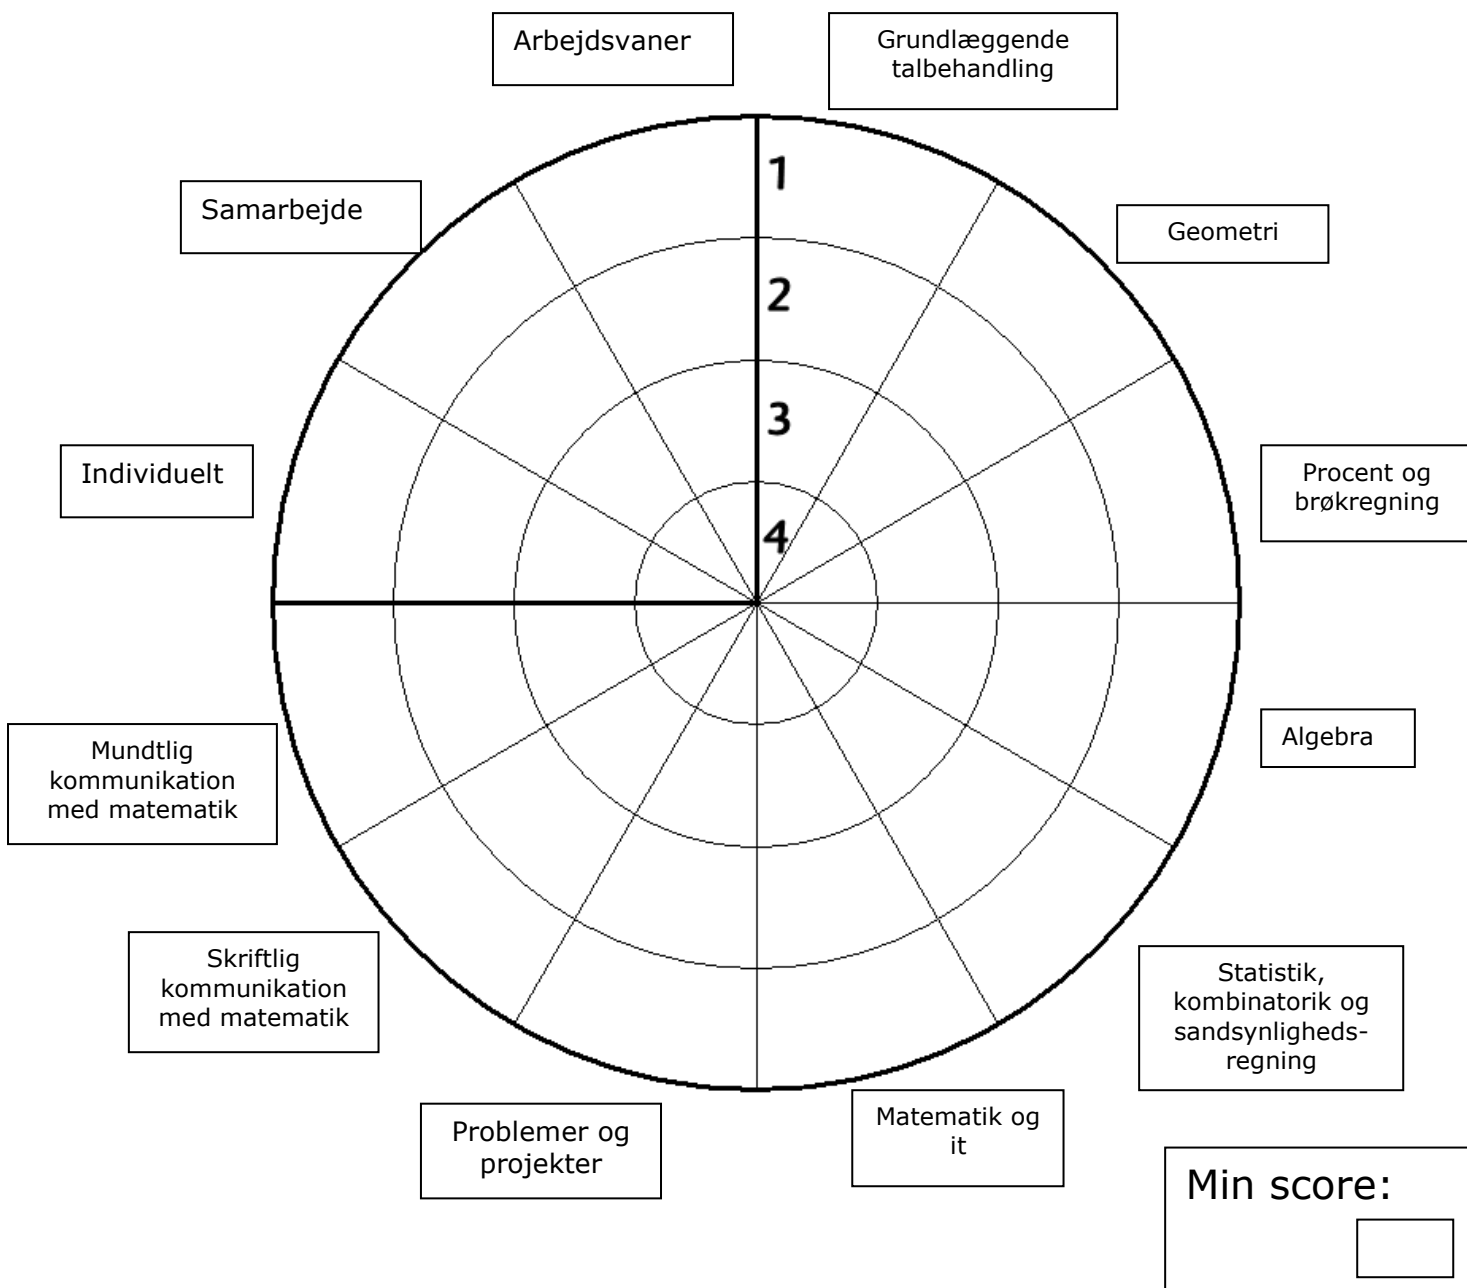 Arbejdsvaner
Grundlæggende
talbehandling
Samarbejde
Geometri
1
2
3
4
Individuelt
Procent og
brøkregning
Mundtlig
kommunikation
med matematik
Algebra
Skriftlig
kommunikation
med matematik
Statistik,
kombinatorik og
sandsynligheds-
regning
Problemer og
projekter
Matematik og
it
Min score: